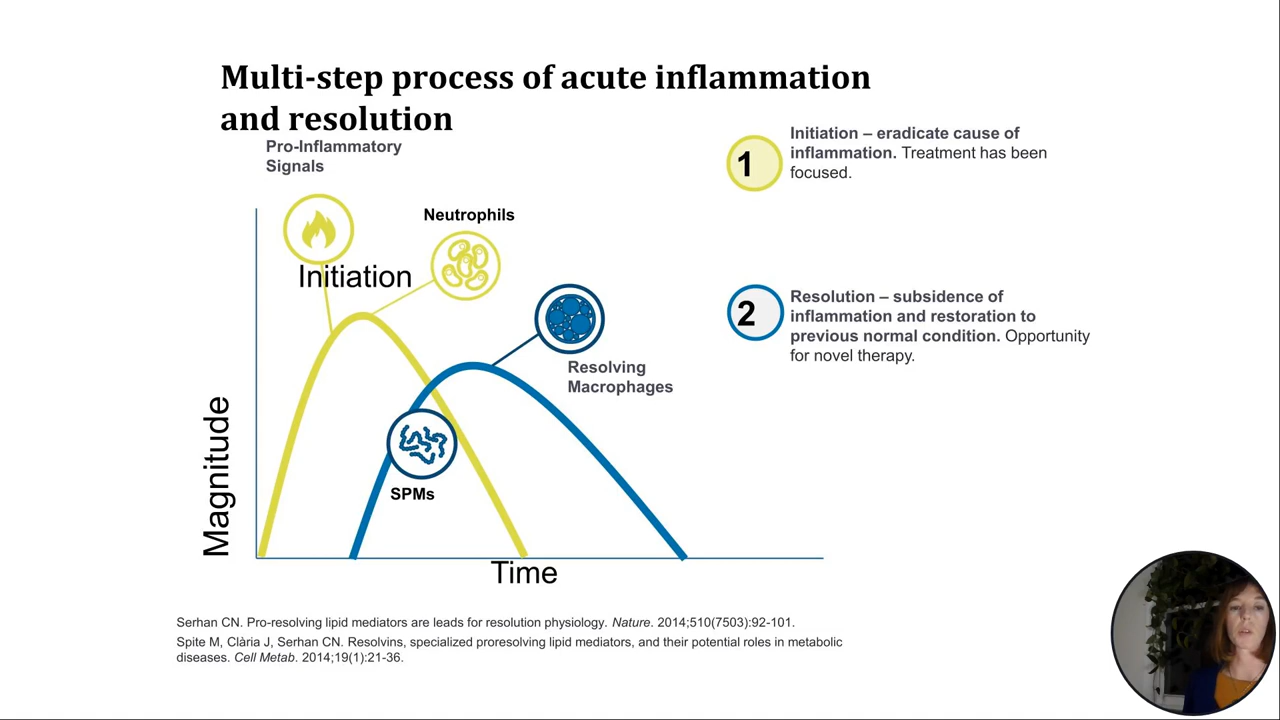 Multi-step process of acute inflammation
and resolution
Pro-Inflammatory
Signals
Neutrophils
Initiation
Resolving
Macrophages
SPMs
Magnitude
Time
1
Initiation – eradicate cause of
inflammation. Treatment has been
focused.
2
Resolution – subsidence of
inflammation and restoration to
previous normal condition. Opportunity
for novel therapy.
Serhan CN. Pro-resolving lipid mediators are leads for resolution physiology. Nature. 2014;510(7503):92-101.
Spite M, Clària J, Serhan CN. Resolvins, specialized proresolving lipid mediators, and their potential roles in metabolic
diseases. Cell Metab. 2014;19(1):21-36.